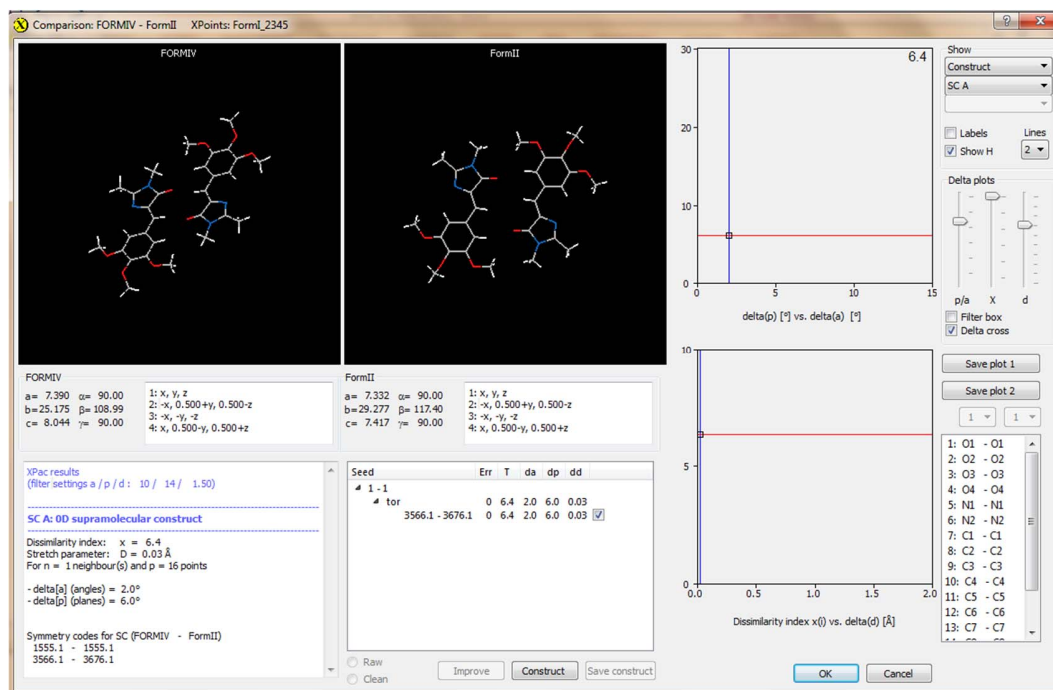 Comparison: FORMIV - FormII XPoints: FormI_2345
FORMIV
FormII
6.4
30
20
10
0
0
5
10
15
delta(p) [°] vs. delta(a) [°]
10
5
0
0.0
0.5
1.0
1.5
2.0
Dissimilarity index x(i) vs. delta(d) [Å]
Show
Construct
SC A
Labels
Lines
Show H
2
Delta plots
p/a X d
Filter box
Delta cross
Save plot 1
Save plot 2
1 1
1: O1 - O1
2: O2 - O2
3: O3 - O3
4: O4 - O4
5: N1 - N1
6: N2 - N2
7: C1 - C1
8: C2 - C2
9: C3 - C3
10: C4 - C4
11: C5 - C5
12: C6 - C6
13: C7 - C7
FORMIV
a= 7.390 α= 90.00
b=25.175 β=108.99
c= 8.044 γ= 90.00
1: x, y, z
2: -x, 0.500+y, 0.500-z
3: -x, -y, -z
4: x, 0.500-y, 0.500+z
FormII
a= 7.332 α= 90.00
b=29.277 β=117.40
c= 7.417 γ= 90.00
1: x, y, z
2: -x, 0.500+y, 0.500-z
3: -x, -y, -z
4: x, 0.500-y, 0.500+z
XPac results
(filter settings a / p / d : 10 / 14 / 1.50)
SC A: 0D supramolecular construct
Dissimilarity index: x = 6.4
Stretch parameter: D = 0.03 Å
For n = 1 neighbour(s) and p = 16 points
- delta[a] (angles) = 2.0°
- delta[p] (planes) = 6.0°
Symmetry codes for SC (FORMIV - FormII)
1555.1 - 1555.1
3566.1 - 3676.1
Seed Err T da dp dd
1 - 1
tor 0 6.4 2.0 6.0 0.03
3566.1 - 3676.1 0 6.4 2.0 6.0 0.03
Raw
Clean
Improve
Construct
Save construct
OK
Cancel